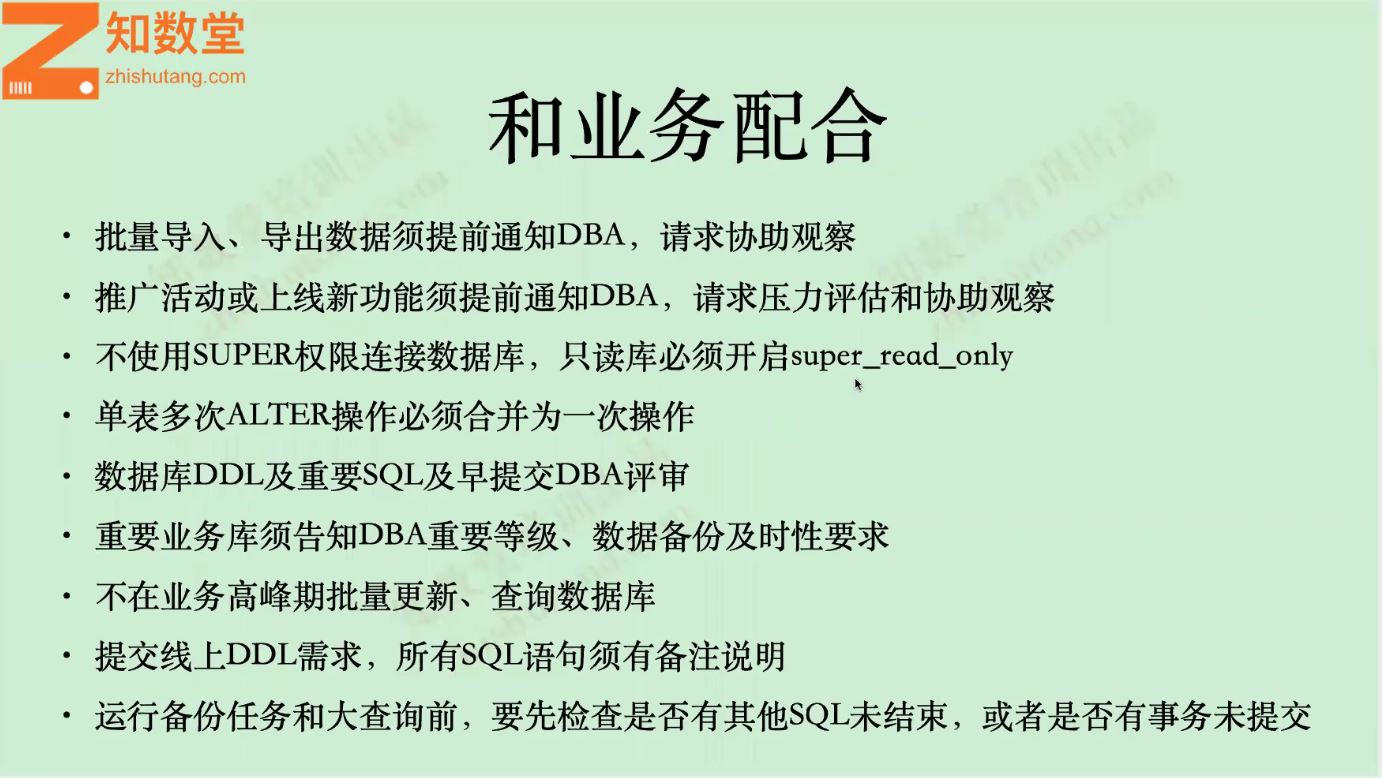 知数堂
zhishutang.com
和业务配合
• 批量导入、导出数据须提前通知DBA，请求协助观察
• 推广活动或上线新功能须提前通知DBA，请求压力评估和协助观察
• 不使用SUPER权限连接数据库，只读库必须开启super_read_only
• 单表多次ALTER操作必须合并为一次操作
• 数据库DDL及重要SQL及早提交DBA评审
• 重要业务库须告知DBA重要等级、数据备份及时性要求
• 不在业务高峰期批量更新、查询数据库
• 提交线上DDL需求，所有SQL语句须有备注说明
• 运行备份任务和大查询前，要先检查是否有其他SQL未结束，或者是否有事务未提交